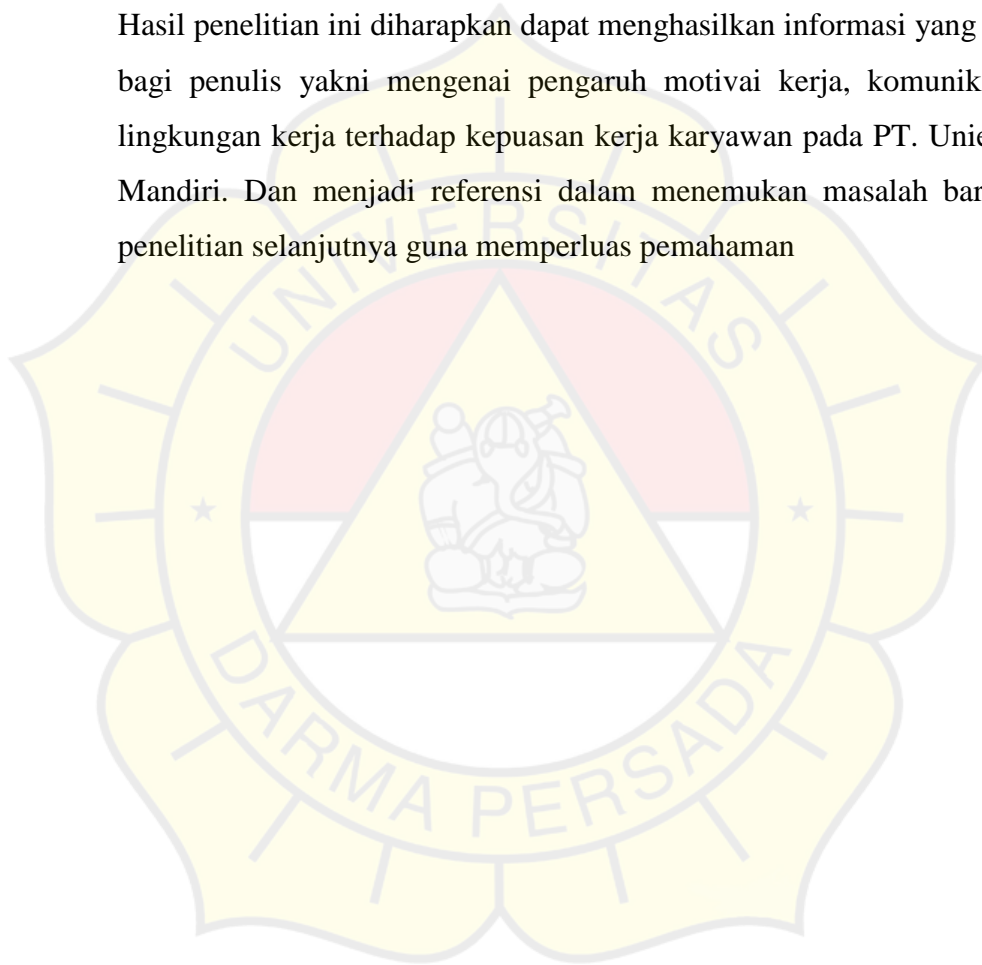 Hasil penelitian ini diharapkan dapat menghasilkan informasi yang
bagi penulis yakni mengenai pengaruh motivai kerja, komunik
lingkungan kerja terhadap kepuasan kerja karyawan pada PT. Unie
Mandiri. Dan menjadi referensi dalam menemukan masalah bar
penelitian selanjutnya guna memperluas pemahaman
UNIVERSITAS
DARMA PERSADA